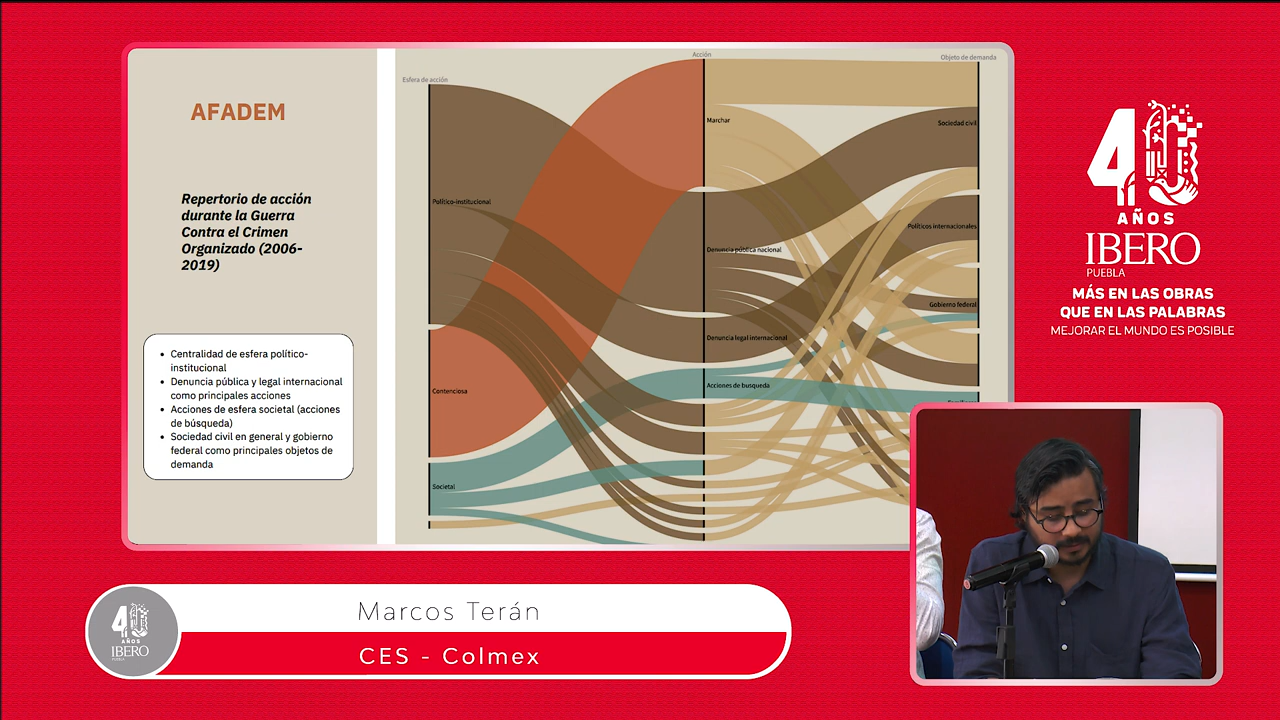 AFADEM
Repertorio de acción
durante la Guerra
Contra el Crimen
Organizado (2006-
2019)
• Centralidad de esfera político-
institucional
• Denuncia pública y legal internacional
como principales acciones
• Acciones de esfera societal (acciones
de búsqueda)
• Sociedad civil en general y gobierno
federal como principales objetos de
demanda
Esfera de acción
Acción
Objeto de demanda
Político-institucional
Contenciosa
Societal
Marchar
Denuncia pública nacional
Denuncia legal internacional
Acciones de busqueda
Sociedad civil
Políticos internacionales
Gobierno federal
40
AÑOS
IBERO
PUEBLA
MÁS EN LAS OBRAS
QUE EN LAS PALABRAS
MEJORAR EL MUNDO ES POSIBLE
40
AÑOS
IBERO
PUEBLA
Marcos Terán
CES - Colmex